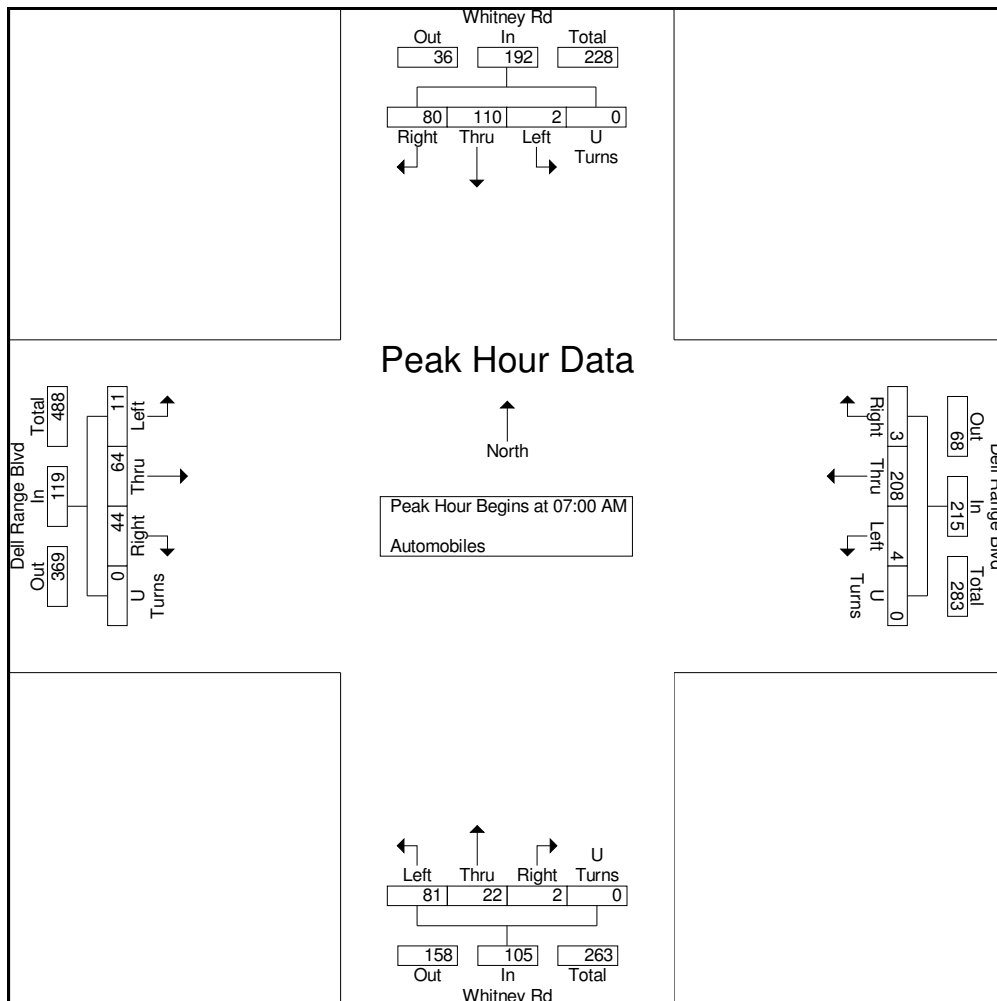 Whitney Rd
Out In Total
36 192 228
80 110 2 0
Right Thru Left U
Turns
Peak Hour Data
North
Peak Hour Begins at 07:00 AM
Automobiles
Dell Range Blvd
Out In Total
369 119 488
11 64 44 0
Left Thru Right U
Turns
Dell Range Blvd
Out In Total
68 215 283
3 208 4 0
Right Thru Left U
Turns
U
Left Thru Right Turns
81 22 2 0
158 105 263
Out In Total
Whitney Rd